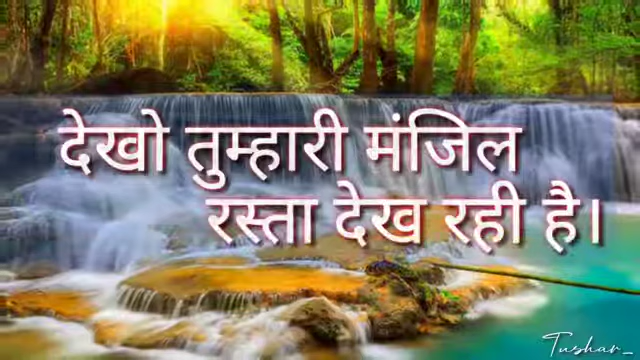 देखो तुम्हारी मंजिल
रस्ता देख रही है।
Tushar_